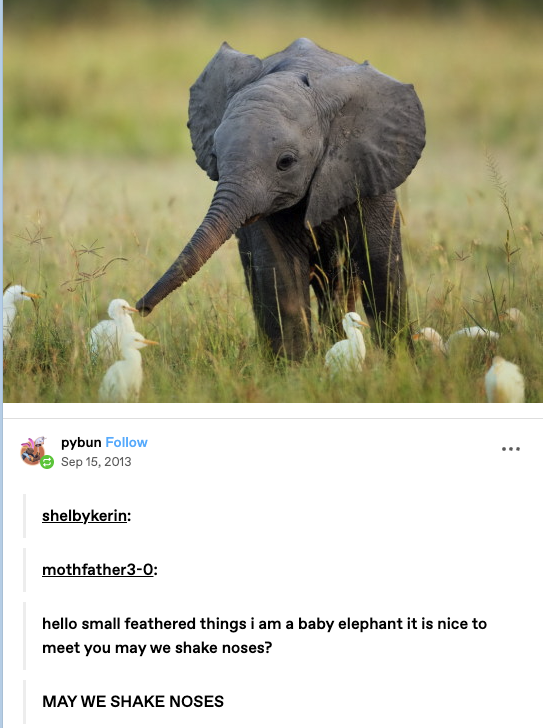 pybun Follow
Sep 15, 2013
shelbykerin:
mothfather3-0:
hello small feathered things i am a baby elephant it is nice to
meet you may we shake noses?
MAY WE SHAKE NOSES